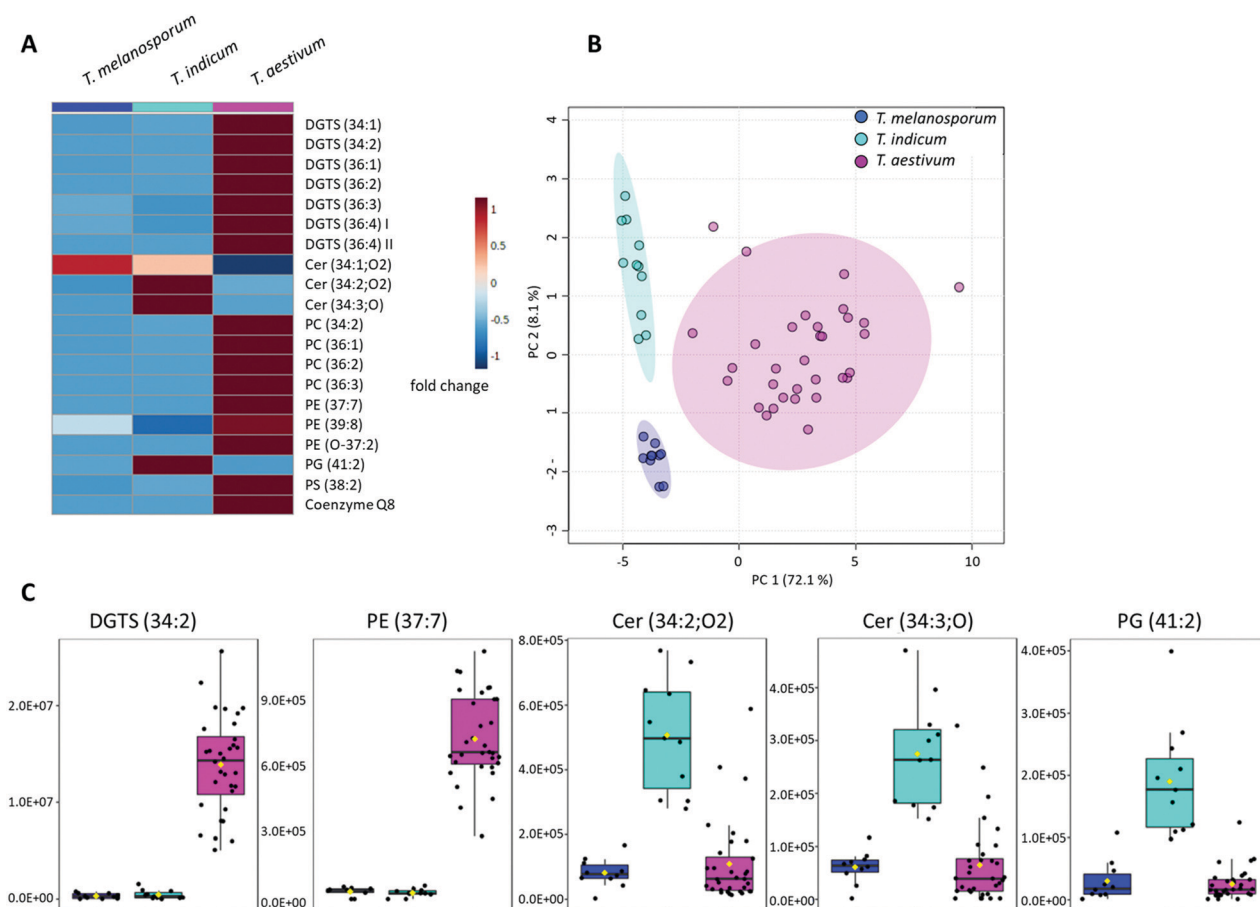 A
T. melanosporum
T. indicum
T. aestivum
DGTS (34:1)
DGTS (34:2)
DGTS (36:1)
DGTS (36:2)
DGTS (36:3)
DGTS (36:4) I
DGTS (36:4) II
Cer (34:1;O2)
Cer (34:2;O2)
Cer (34:3;O)
PC (34:2)
PC (36:1)
PC (36:2)
PC (36:3)
PE (37:7)
PE (39:8)
PE (O-37:2)
PG (41:2)
PS (38:2)
Coenzyme Q8
1
0.5
0
-0.5
-1
fold change
B
T. melanosporum
T. indicum
T. aestivum
4
3
2
1
0
1
-2 -
-3
PC 2 (8.1 %)
-5
0
5
10
PC 1 (72.1 %)
C
DGTS (34:2)
2.0E+07
1.0E+07
0.0E+00
PE (37:7)
9.0E+05
6.0E+05
3.0E+05
0.0E+00
Cer (34:2;O2)
8.0E+05
6.0E+05
4.0E+05
2.0E+05
0.0E+00
Cer (34:3;O)
4.0E+05
3.0E+05
2.0E+05
1.0E+05
0.0E+00
PG (41:2)
4.0E+05
3.0E+05
2.0E+05
1.0E+05
0.0E+00